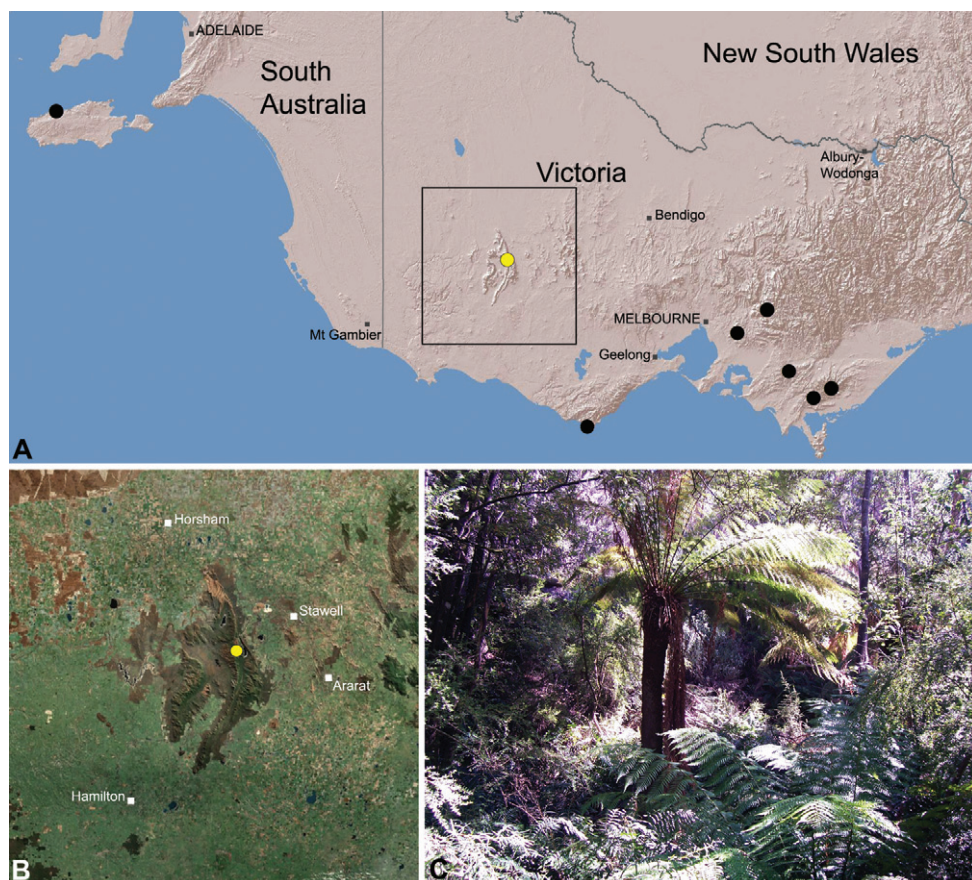 ADELAIDE
South
Australia
New South Wales
Victoria
Albury-
Wodonga
Bendigo
Mt Gambier
MELBOURNE
Geelong
A
Horsham
Stawell
Ararat
Hamilton
B
C